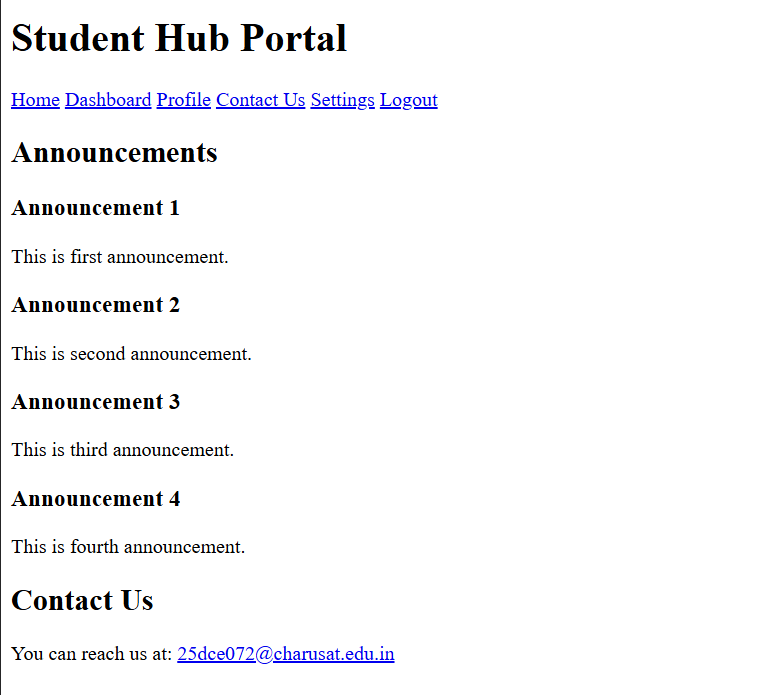 Student Hub Portal
Home Dashboard Profile Contact Us Settings Logout
Announcements
Announcement 1
This is first announcement.
Announcement 2
This is second announcement.
Announcement 3
This is third announcement.
Announcement 4
This is fourth announcement.
Contact Us
You can reach us at: 25dce072@charusat.edu.in